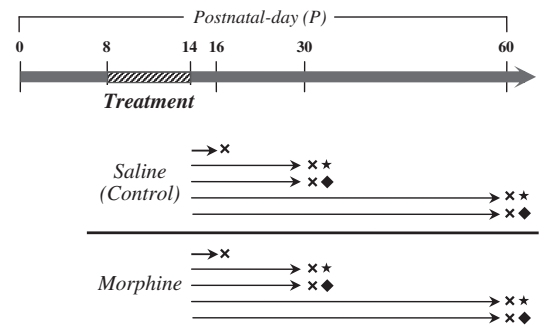 Postnatal-day (P)
0 8 14 16 30 60
Treatment
Saline
(Control)
Morphine